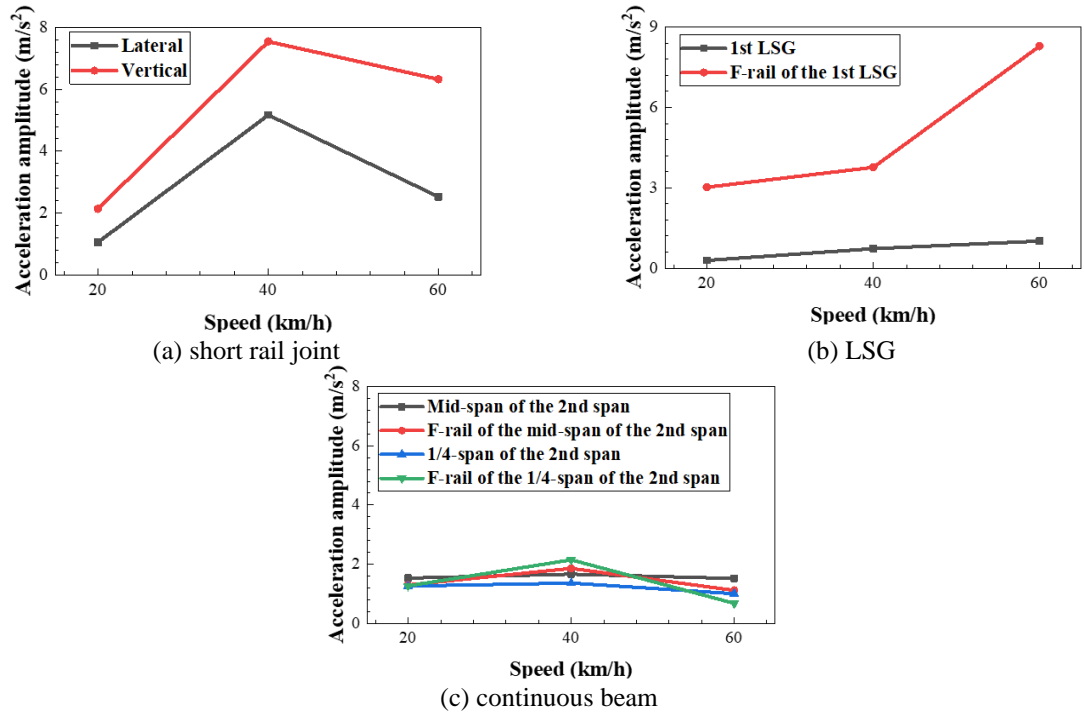 Acceleration amplitude (m/s²)
8
6
4
2
0
Lateral
Vertical
20
40
60
Speed (km/h)
(a) short rail joint
Acceleration amplitude (m/s²)
9
6
3
0
1st LSG
F-rail of the 1st LSG
20
40
60
Speed (km/h)
(b) LSG
Acceleration amplitude (m/s²)
8
6
4
2
0
Mid-span of the 2nd span
F-rail of the mid-span of the 2nd span
1/4-span of the 2nd span
F-rail of the 1/4-span of the 2nd span
20
40
60
Speed (km/h)
(c) continuous beam